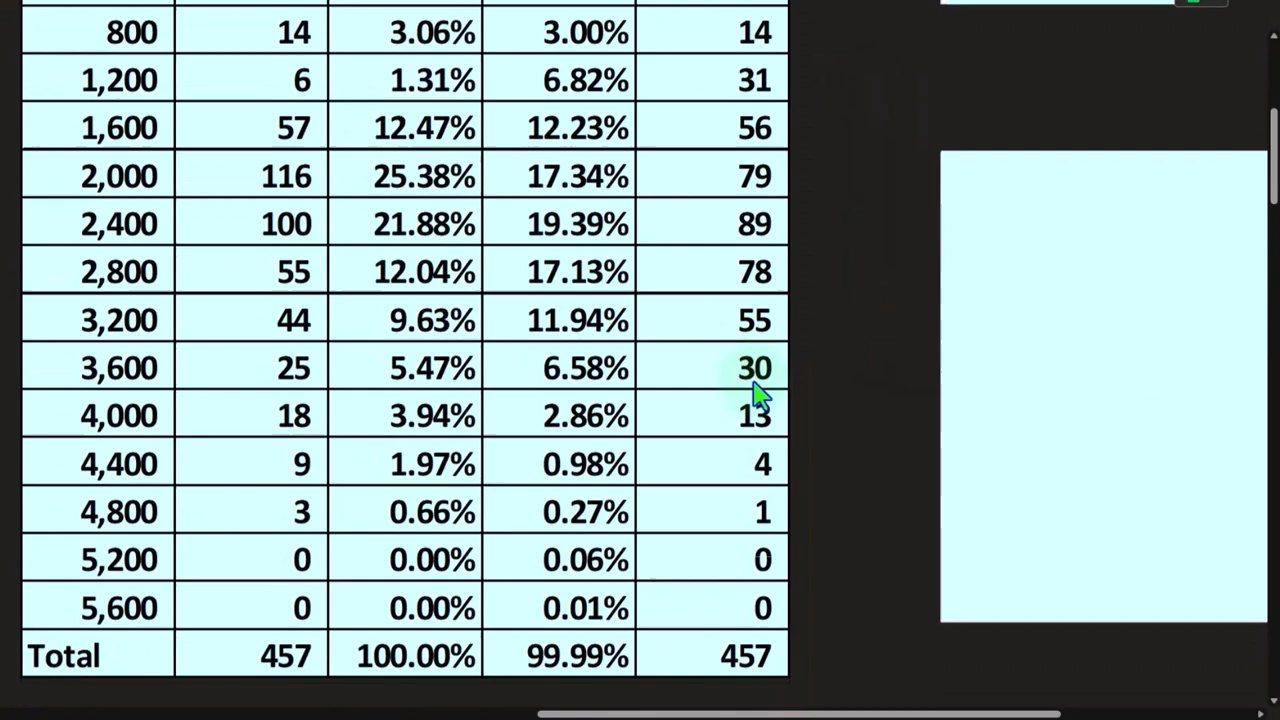 800 14 3.06% 3.00% 14
1,200 6 1.31% 6.82% 31
1,600 57 12.47% 12.23% 56
2,000 116 25.38% 17.34% 79
2,400 100 21.88% 19.39% 89
2,800 55 12.04% 17.13% 78
3,200 44 9.63% 11.94% 55
3,600 25 5.47% 6.58% 30
4,000 18 3.94% 2.86% 13
4,400 9 1.97% 0.98% 4
4,800 3 0.66% 0.27% 1
5,200 0 0.00% 0.06% 0
5,600 0 0.00% 0.01% 0
Total 457 100.00% 99.99% 457